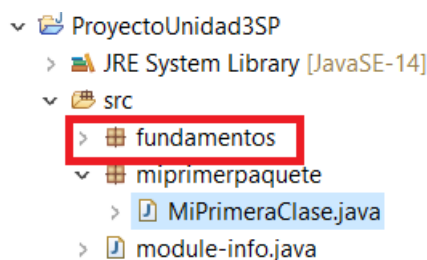 ProyectoUnidad3SP
JRE System Library [JavaSE-14]
src
fundamentos
miprimerpaquete
MiPrimeraClase.java
module-info.java